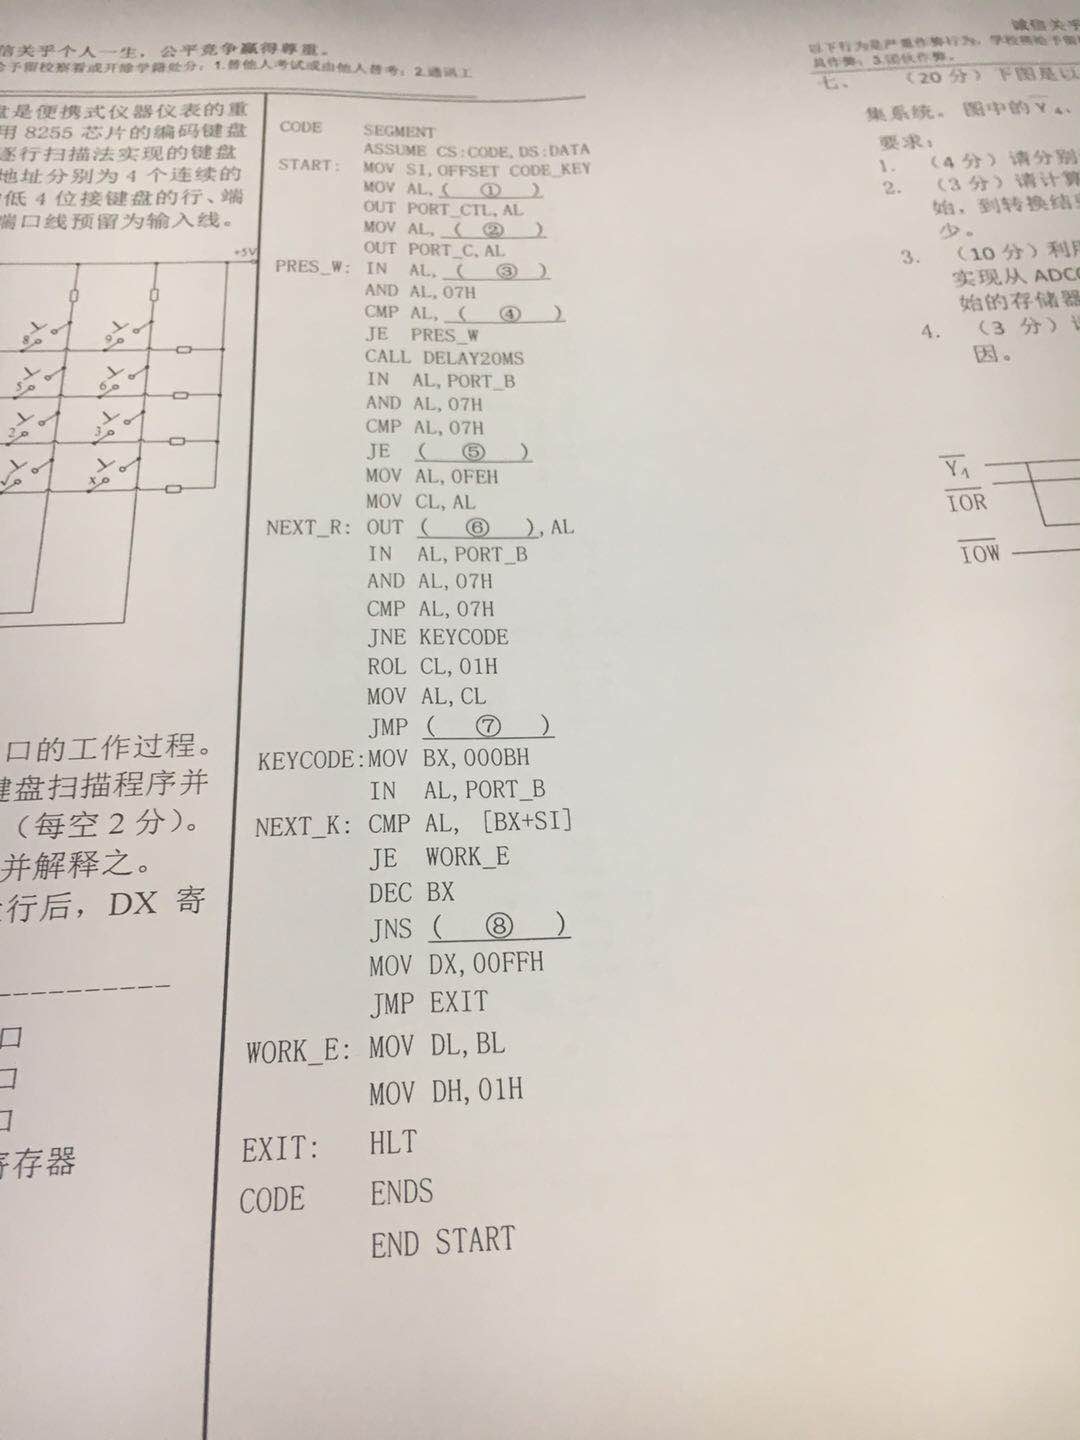 信关乎个人一生，公平竞争赢得尊重。
给予留校察看或开除学籍处分：1.替他人考试或由他人替考；2.通讯工
盘是便携式仪器仪表的重
用 8255 芯片的编码键盘
逐行扫描法实现的键盘
地址分别为 4 个连续的
低 4 位接键盘的行、端
端口线预留为输入线。
+5V
8
9
5
6
2
3
x
口的工作过程。
键盘扫描程序并
（每空 2 分）。
并解释之。
行后，DX 寄
口
口
口
寄存器
CODE SEGMENT
ASSUME CS:CODE,DS:DATA
START: MOV SI,OFFSET CODE_KEY
MOV AL,( ① )
OUT PORT_CTL,AL
MOV AL,( ② )
OUT PORT_C,AL
PRES_W: IN AL,( ③ )
AND AL,07H
CMP AL,( ④ )
JE PRES_W
CALL DELAY20MS
IN AL,PORT_B
AND AL,07H
CMP AL,07H
JE ( ⑤ )
MOV AL,0FEH
MOV CL,AL
NEXT_R: OUT ( ⑥ ),AL
IN AL,PORT_B
AND AL,07H
CMP AL,07H
JNE KEYCODE
ROL CL,01H
MOV AL,CL
JMP ( ⑦ )
KEYCODE:MOV BX,000BH
IN AL,PORT_B
NEXT_K: CMP AL, [BX+SI]
JE WORK_E
DEC BX
JNS ( ⑧ )
MOV DX,00FFH
JMP EXIT
WORK_E: MOV DL,BL
MOV DH,01H
EXIT: HLT
CODE ENDS
END START
诚信关乎
以下行为是严重作弊行为，学校将给予留
具作弊；3.团伙作弊。
七、 （20 分）下图是以
集系统。图中的 Y4、
要求：
1. （4 分）请分别
2. （3 分）请计算
始，到转换结
少。
3. （10 分）利用
实现从 ADC0
始的存储器
4. （3 分）
因。
Y4
IOR
IOW